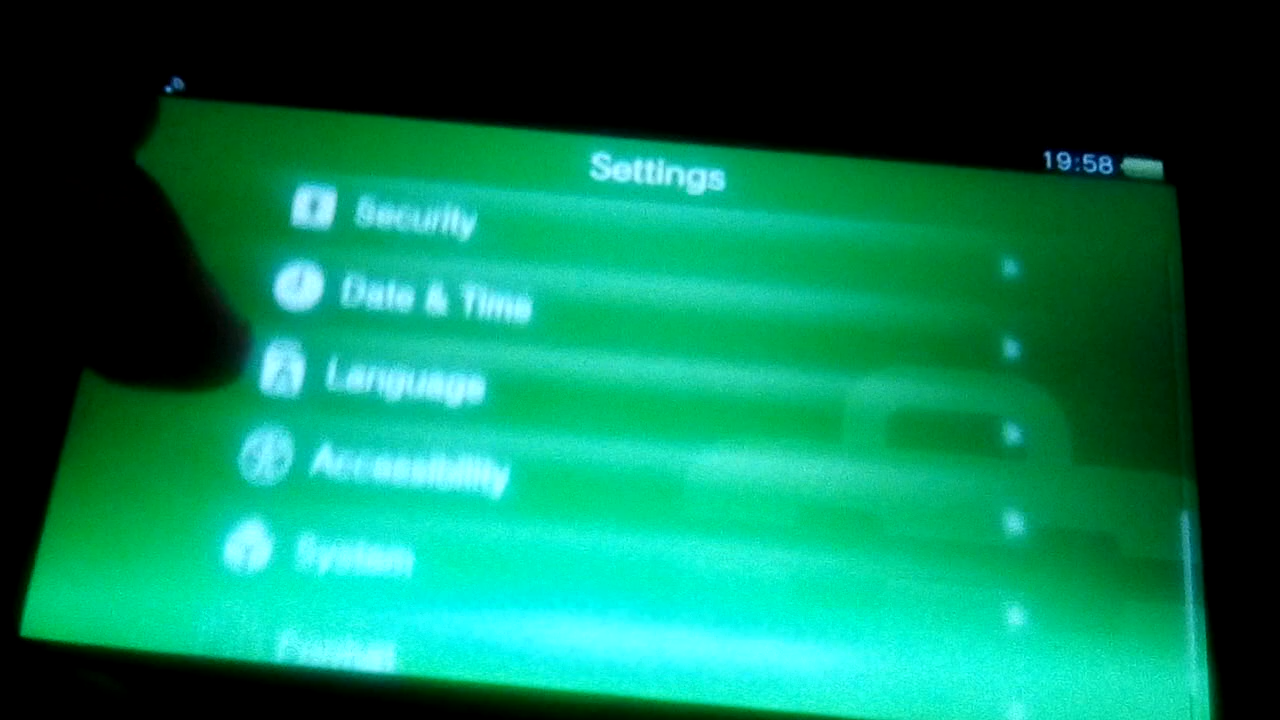 19:58
Settings
Security
Date & Time
Language
Accessibility
System